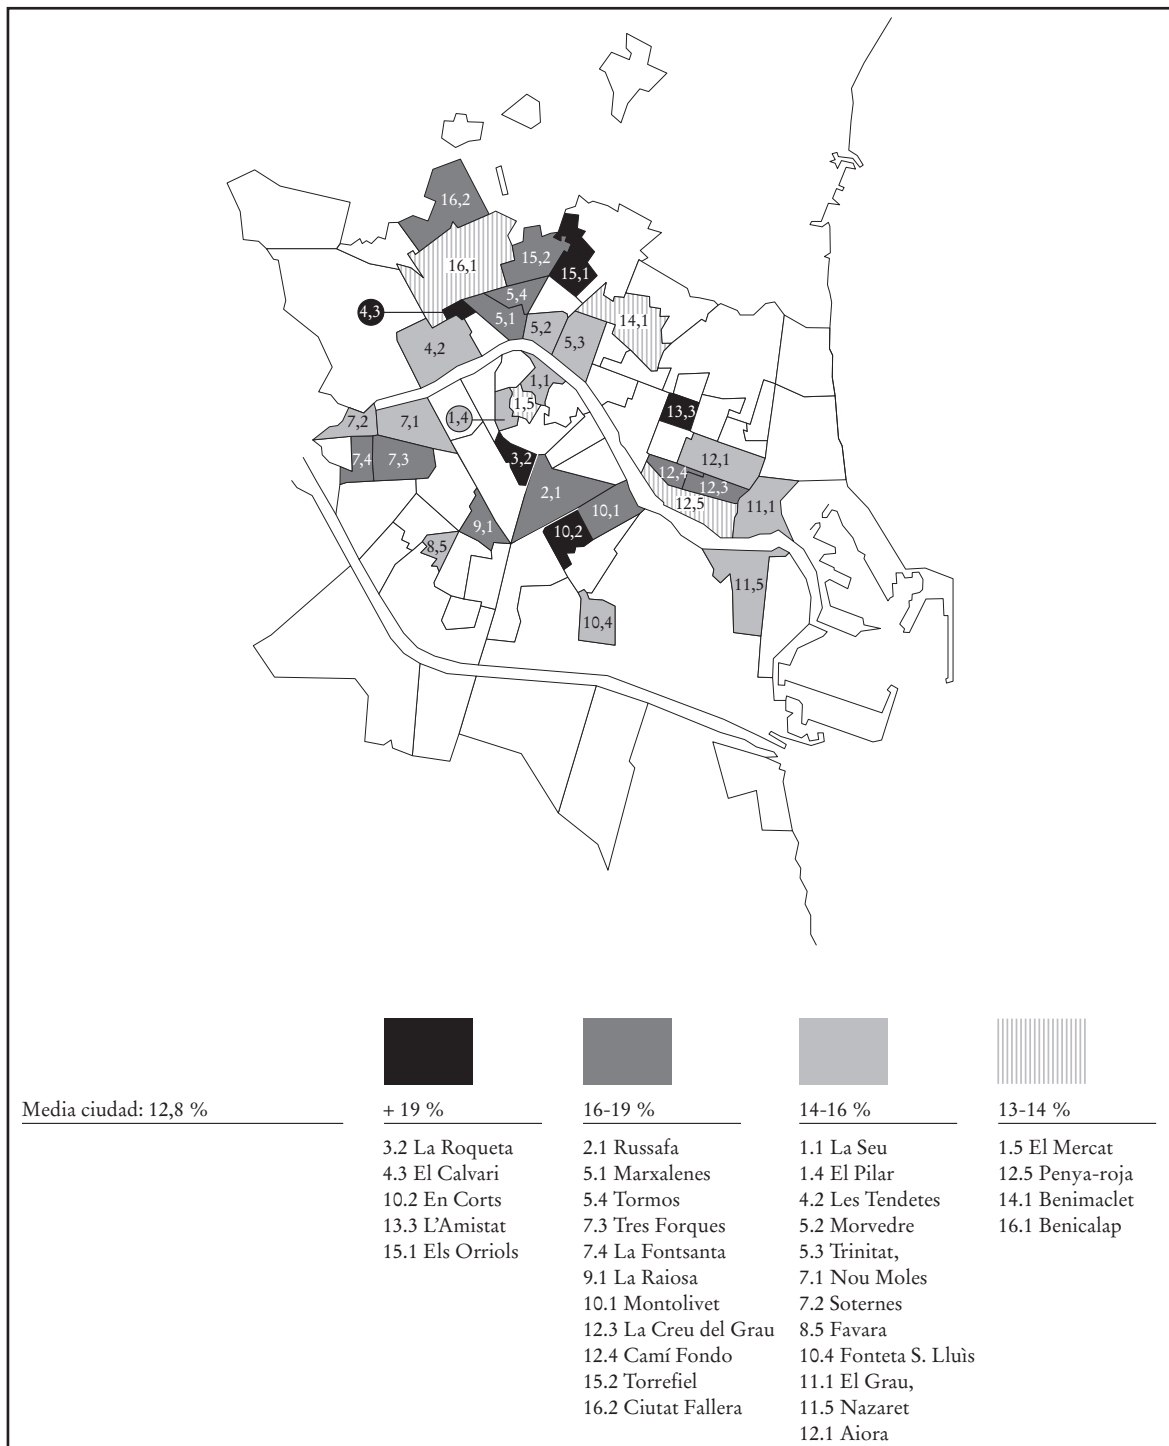 16,2
16,1
15,2
15,1
5,4
4,3
5,1
5,2
14,1
4,2
5,3
1,1
1,5
1,4
7,2
7,1
13,3
3,2
7,4
7,3
12,1
12,4
12,3
2,1
12,5
10,1
11,1
9,1
10,2
8,5
11,5
10,4
Media ciudad: 12,8 %
+ 19 %
3.2 La Roqueta
4.3 El Calvari
10.2 En Corts
13.3 L’Amistat
15.1 Els Orriols
16-19 %
2.1 Russafa
5.1 Marxalenes
5.4 Tormos
7.3 Tres Forques
7.4 La Fontsanta
9.1 La Raiosa
10.1 Montolivet
12.3 La Creu del Grau
12.4 Camí Fondo
15.2 Torrefiel
16.2 Ciutat Fallera
14-16 %
1.1 La Seu
1.4 El Pilar
4.2 Les Tendetes
5.2 Morvedre
5.3 Trinitat,
7.1 Nou Moles
7.2 Soternes
8.5 Favara
10.4 Fonteta S. Lluìs
11.1 El Grau,
11.5 Nazaret
12.1 Aiora
13-14 %
1.5 El Mercat
12.5 Penya-roja
14.1 Benimaclet
16.1 Benicalap